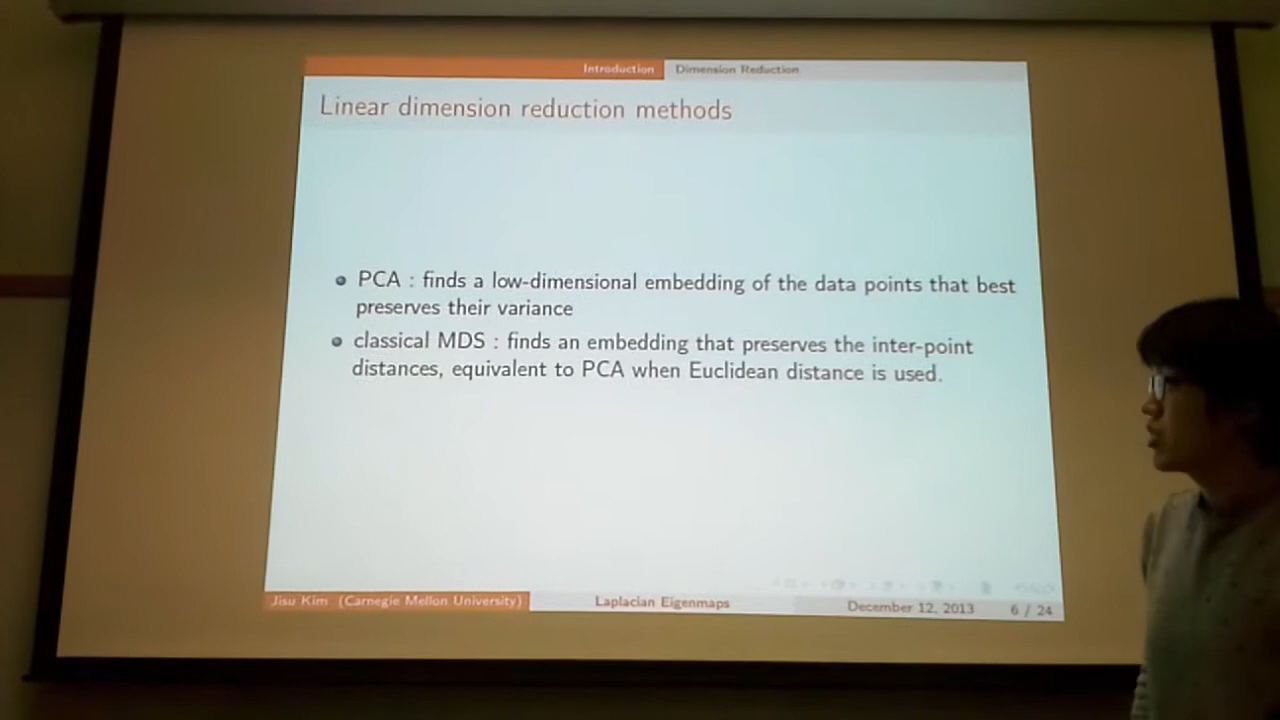 Introduction Dimension Reduction
Linear dimension reduction methods
PCA : finds a low-dimensional embedding of the data points that best
preserves their variance
classical MDS : finds an embedding that preserves the inter-point
distances, equivalent to PCA when Euclidean distance is used.
Jisu Kim (Carnegie Mellon University) Laplacian Eigenmaps December 12, 2013 6 / 24